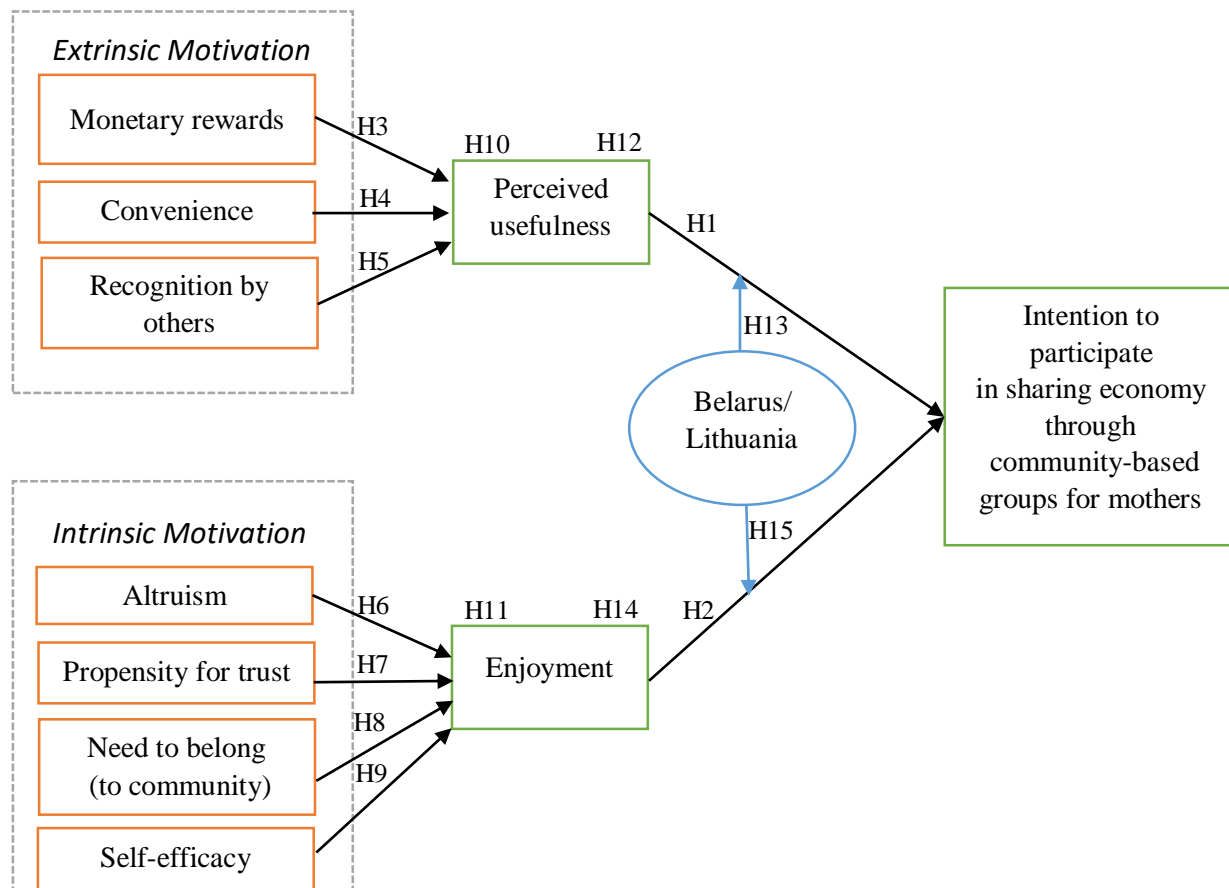 Extrinsic Motivation
Monetary rewards
Convenience
Recognition by
others
H3
H4
H5
H10
H12
Perceived
usefulness
H1
H13
Belarus/
Lithuania
H15
Intention to
participate
in sharing economy
through
community-based
groups for mothers
Intrinsic Motivation
Altruism
Propensity for trust
Need to belong
(to community)
Self-efficacy
H6
H7
H8
H9
H11
H14
Enjoyment
H2